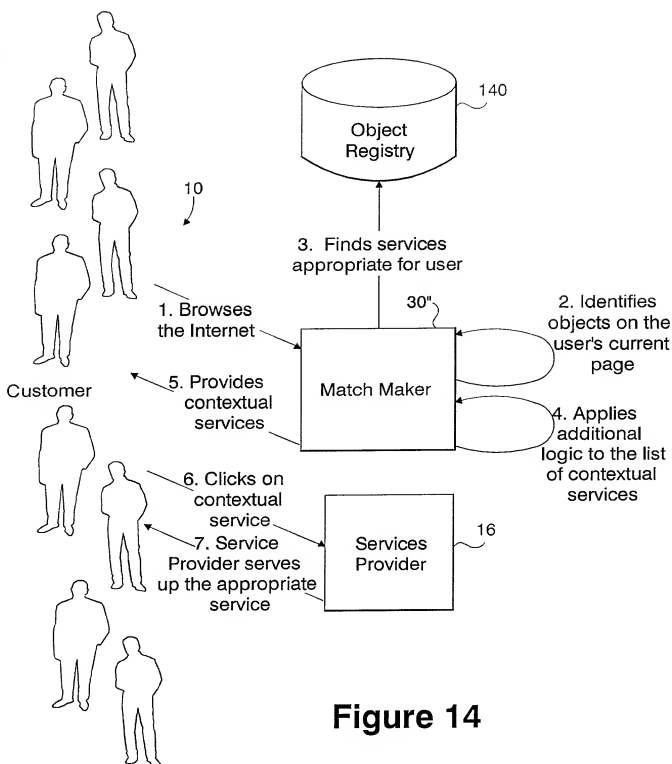 140
Object
Registry
10
3. Finds services
appropriate for user
30"
2. Identifies
objects on the
user's current
page
1. Browses
the Internet
Match Maker
5. Provides
contextual
services
Customer
4. Applies
additional
logic to the list
of contextual
services
6. Clicks on
contextual
service
7. Service
Provider serves
up the appropriate
service
Services
Provider
16
Figure 14